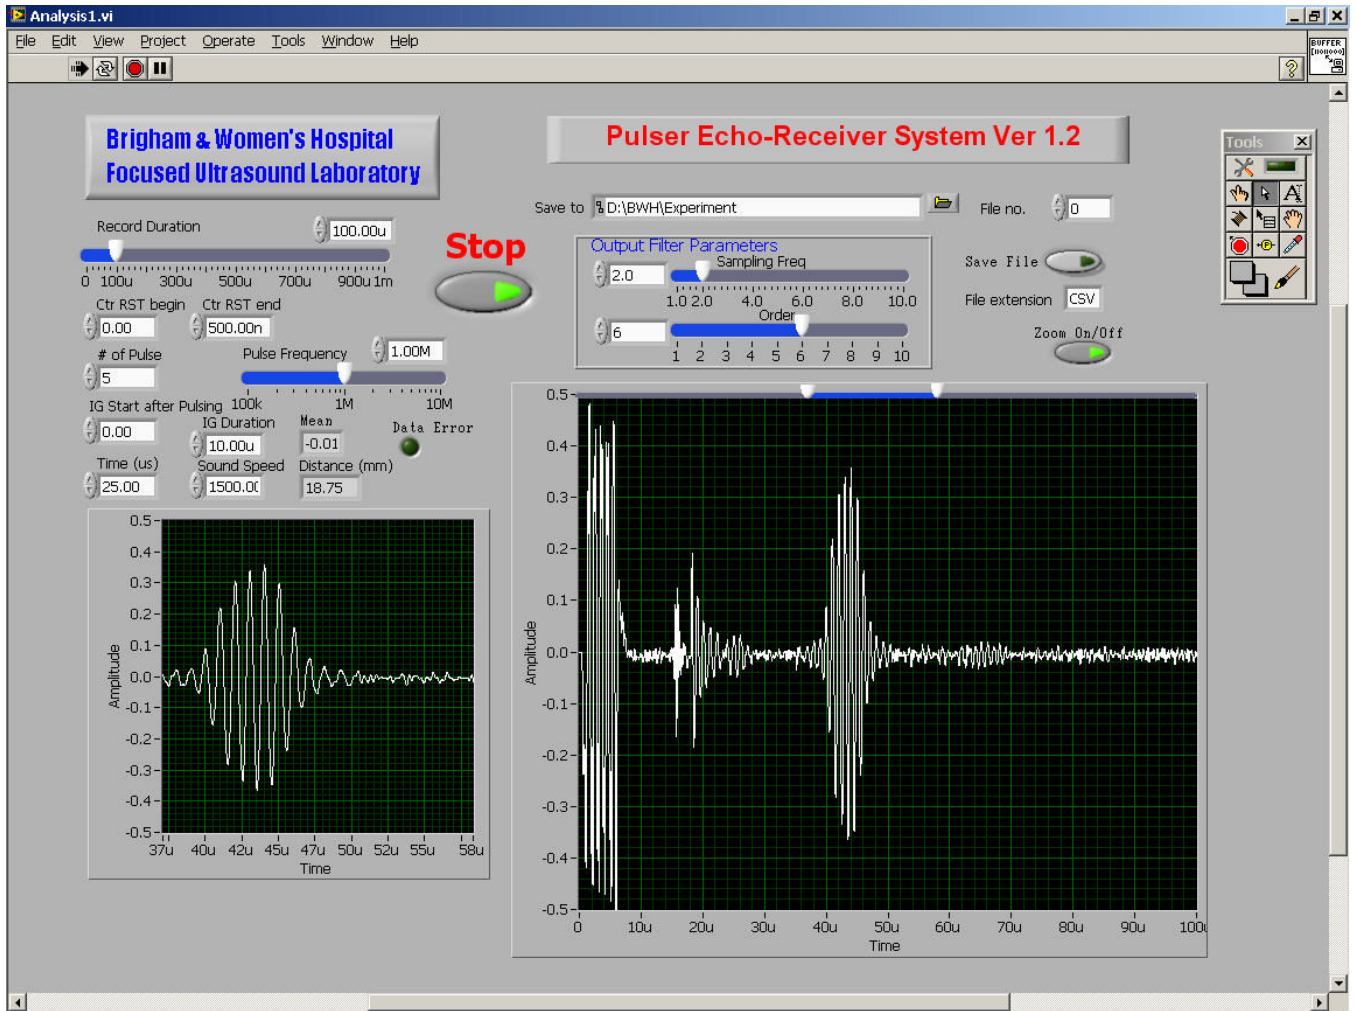 Analysis1.vi
File Edit View Project Operate Tools Window Help
BUFFER
Brigham & Women's Hospital
Focused Ultrasound Laboratory
Pulser Echo-Receiver System Ver 1.2
Tools
Save to D:\BWH\Experiment File no. 0
Record Duration 100.00u
0 100u 300u 500u 700u 900u 1m
Stop
Output Filter Parameters
Sampling Freq
2.0
1.0 2.0 4.0 6.0 8.0 10.0
Order
6
1 2 3 4 5 6 7 8 9 10
Save File
File extension CSV
Zoom On/Off
Ctr RST begin Ctr RST end
0.00 500.00n
# of Pulse Pulse Frequency 1.00M
5
100k 1M 10M
IG Start after Pulsing IG Duration Mean Data Error
0.00 10.00u -0.01
Time (us) Sound Speed Distance (mm)
25.00 1500.00 18.75
0.5
0.4
0.3
0.2
0.1
0.0
-0.1
-0.2
-0.3
-0.4
-0.5
Amplitude
37u 40u 42u 45u 47u 50u 52u 55u 58u
Time
0.5
0.4
0.3
0.2
0.1
0.0
-0.1
-0.2
-0.3
-0.4
-0.5
Amplitude
0 10u 20u 30u 40u 50u 60u 70u 80u 90u 100u
Time